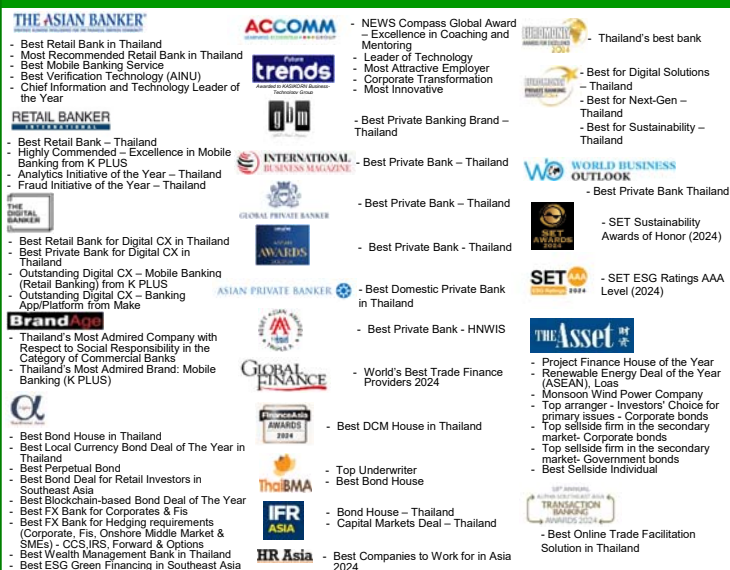 THE ASIAN BANKER
- Best Retail Bank in Thailand
- Most Recommended Retail Bank in Thailand
- Best Mobile Banking Service
- Best Verification Technology (AINU)
- Chief Information and Technology Leader of
the Year
RETAIL BANKER
INTERNATIONAL
- Best Retail Bank – Thailand
- Highly Commended – Excellence in Mobile
Banking from K PLUS
- Analytics Initiative of the Year – Thailand
- Fraud Initiative of the Year – Thailand
THE
DIGITAL
BANKER
- Best Retail Bank for Digital CX in Thailand
- Best Private Bank for Digital CX in
Thailand
- Outstanding Digital CX – Mobile Banking
(Retail Banking) from K PLUS
- Outstanding Digital CX – Banking
App/Platform from Make
BrandAge
- Thailand's Most Admired Company with
Respect to Social Responsibility in the
Category of Commercial Banks
- Thailand's Most Admired Brand: Mobile
Banking (K PLUS)
- Best Bond House in Thailand
- Best Local Currency Bond Deal of The Year in
Thailand
- Best Perpetual Bond
- Best Bond Deal for Retail Investors in
Southeast Asia
- Best Blockchain-based Bond Deal of The Year
- Best FX Bank for Corporates & Fis
- Best FX Bank for Hedging requirements
(Corporate, Fis, Onshore Middle Market &
SMEs) - CCS,IRS, Forward & Options
- Best Wealth Management Bank in Thailand
- Best ESG Green Financing in Southeast Asia
ACCOMM
GROUP
- NEWS Compass Global Award
– Excellence in Coaching and
Mentoring
Future
trends
Awarded to KASIKORN Business-
Technology Group
- Leader of Technology
- Most Attractive Employer
- Corporate Transformation
- Most Innovative
gbm
- Best Private Banking Brand –
Thailand
INTERNATIONAL
BUSINESS MAGAZINE
- Best Private Bank – Thailand
GLOBAL PRIVATE BANKER
- Best Private Bank – Thailand
AWARDS
- Best Private Bank - Thailand
ASIAN PRIVATE BANKER
- Best Domestic Private Bank
in Thailand
- Best Private Bank - HNWIS
GLOBAL
FINANCE
- World's Best Trade Finance
Providers 2024
FinanceAsia
AWARDS
2024
- Best DCM House in Thailand
ThaiBMA
- Top Underwriter
- Best Bond House
IFR
ASIA
- Bond House – Thailand
- Capital Markets Deal – Thailand
HR Asia
- Best Companies to Work for in Asia
2024
EUROMONEY
AWARDS FOR EXCELLENCE
2024
- Thailand's best bank
EUROMONEY
PRIVATE BANKING
AWARDS 2024
- Best for Digital Solutions
– Thailand
- Best for Next-Gen –
Thailand
- Best for Sustainability –
Thailand
WORLD BUSINESS
OUTLOOK
- Best Private Bank Thailand
SET
AWARDS
2024
- SET Sustainability
Awards of Honor (2024)
SET AAA
ESG Ratings 2024
- SET ESG Ratings AAA
Level (2024)
THE Asset
- Project Finance House of the Year
- Renewable Energy Deal of the Year
(ASEAN), Loas
- Monsoon Wind Power Company
- Top arranger - Investors' Choice for
primary issues - Corporate bonds
- Top sellside firm in the secondary
market- Corporate bonds
- Top sellside firm in the secondary
market- Government bonds
- Best Sellside Individual
ALPHA SOUTHEAST ASIA
TRANSACTION
BANKING
AWARDS 2024
- Best Online Trade Facilitation
Solution in Thailand